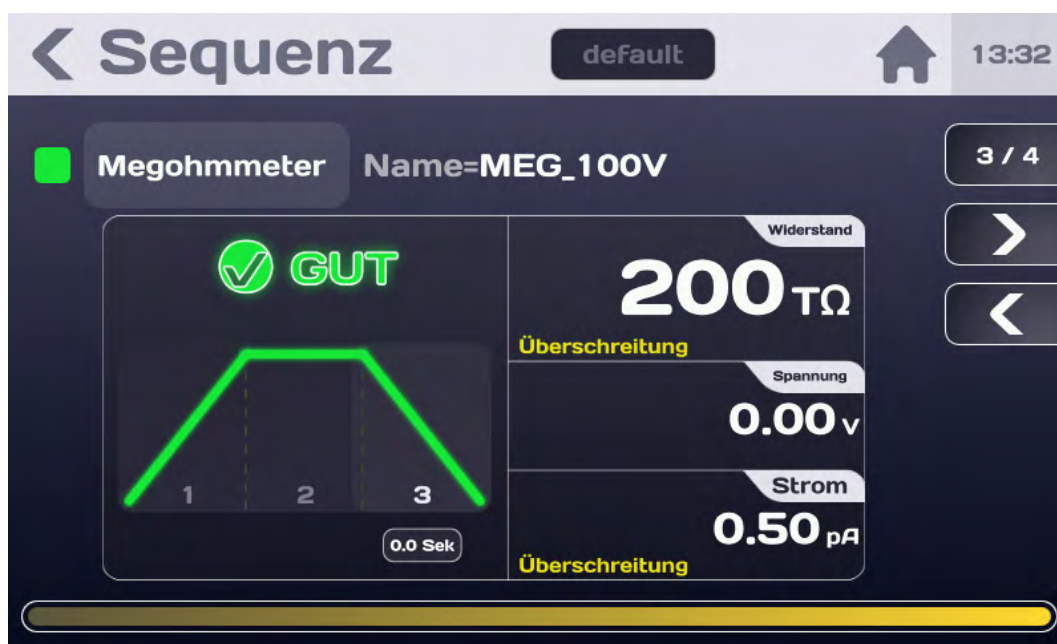 Sequenz default 13:32
Megohmmeter Name=MEG_100V 3 / 4
GUT
1 2 3
0.0 Sek
Widerstand
200 TΩ
Überschreitung
Spannung
0.00 V
Strom
0.50 pA
Überschreitung